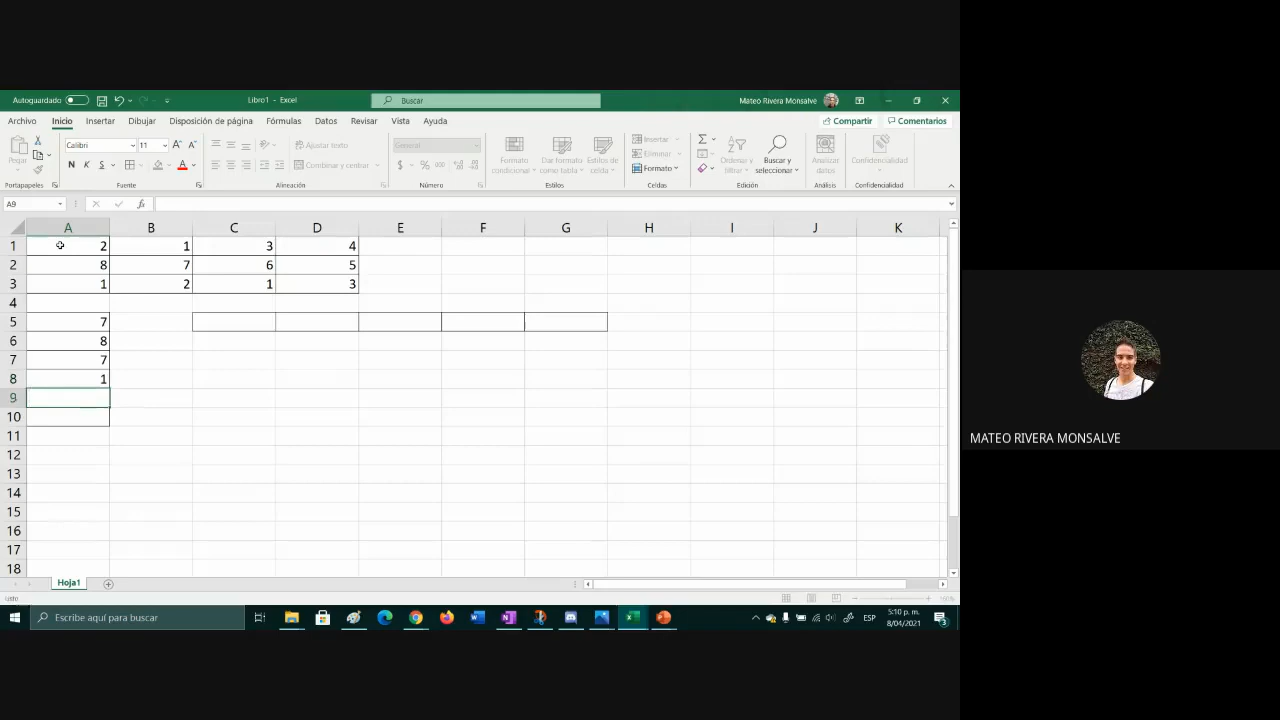 Autoguardado
Libro1 - Excel
Buscar
Mateo Rivera Monsalve
Archivo Inicio Insertar Dibujar Disposición de página Fórmulas Datos Revisar Vista Ayuda
Compartir Comentarios
Pegar
Calibri 11 A A
N K S A
Ajustar texto
Combinar y centrar
General
$ % 000
Formato condicional
Dar formato como tabla
Estilos de celda
Insertar
Eliminar
Formato
Ordenar y filtrar
Buscar y seleccionar
Analizar datos
Confidencialidad
Portapapeles Fuente Alineación Número Estilos Celdas Edición Análisis Confidencialidad
A9 fx
A B C D E F G H I J K
1 2 1 3 4
2 8 7 6 5
3 1 2 1 3
4
5 7
6 8
7 7
8 1
9
10
11
12
13
14
15
16
17
18
Hoja1
Listo
Escribe aquí para buscar
ESP
5:10 p. m.
8/04/2021
3
MATEO RIVERA MONSALVE